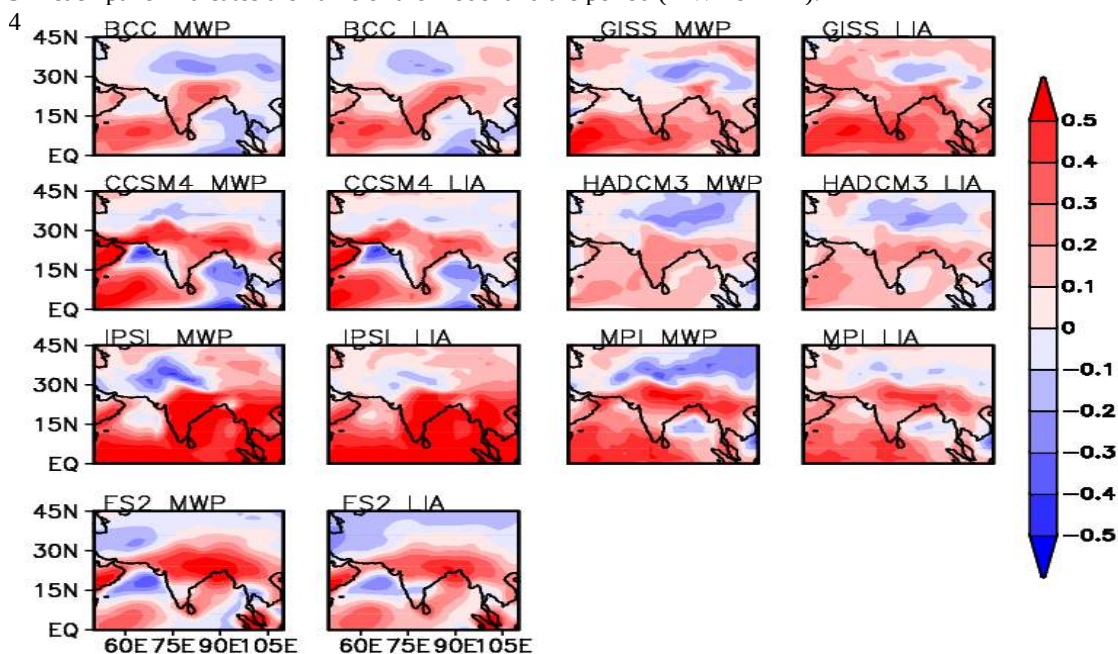 4
BCC MWP BCC LIA GISS MWP GISS LIA
45N
30N
15N
EQ
CCSM4 MWP CCSM4 LIA HADCM3 MWP HADCM3 LIA
45N
30N
15N
EQ
IPSL MWP IPSL LIA MPI MWP MPI LIA
45N
30N
15N
EQ
FS2 MWP FS2 LIA
45N
30N
15N
EQ
60E 75E 90E 105E 60E 75E 90E 105E
0.5
0.4
0.3
0.2
0.1
0
-0.1
-0.2
-0.3
-0.4
-0.5